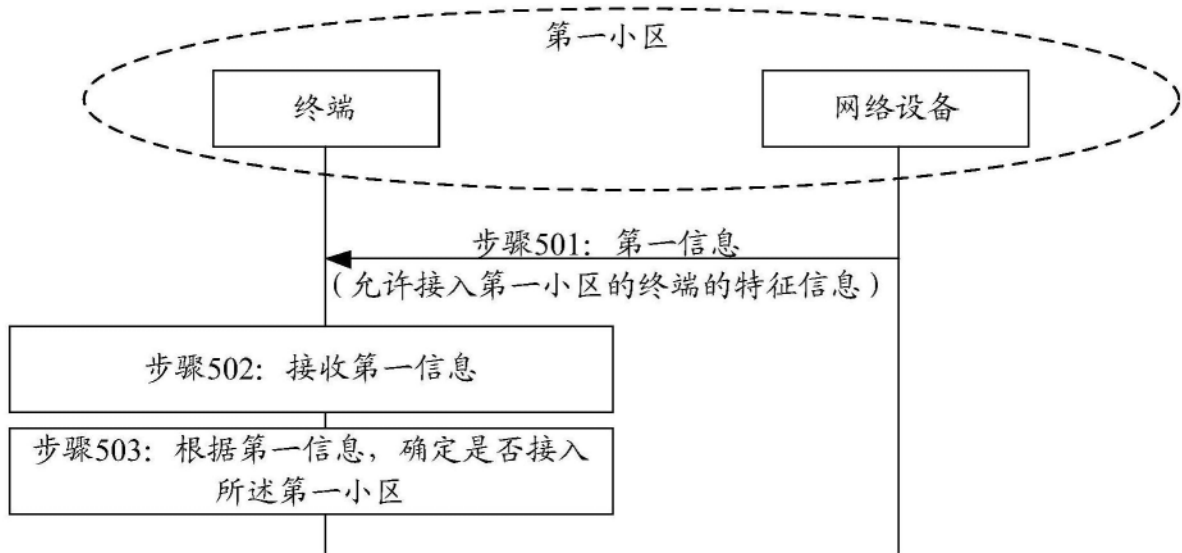 第一小区
终端
网络设备
步骤501：第一信息
（允许接入第一小区的终端的特征信息）
步骤502：接收第一信息
步骤503：根据第一信息，确定是否接入
所述第一小区